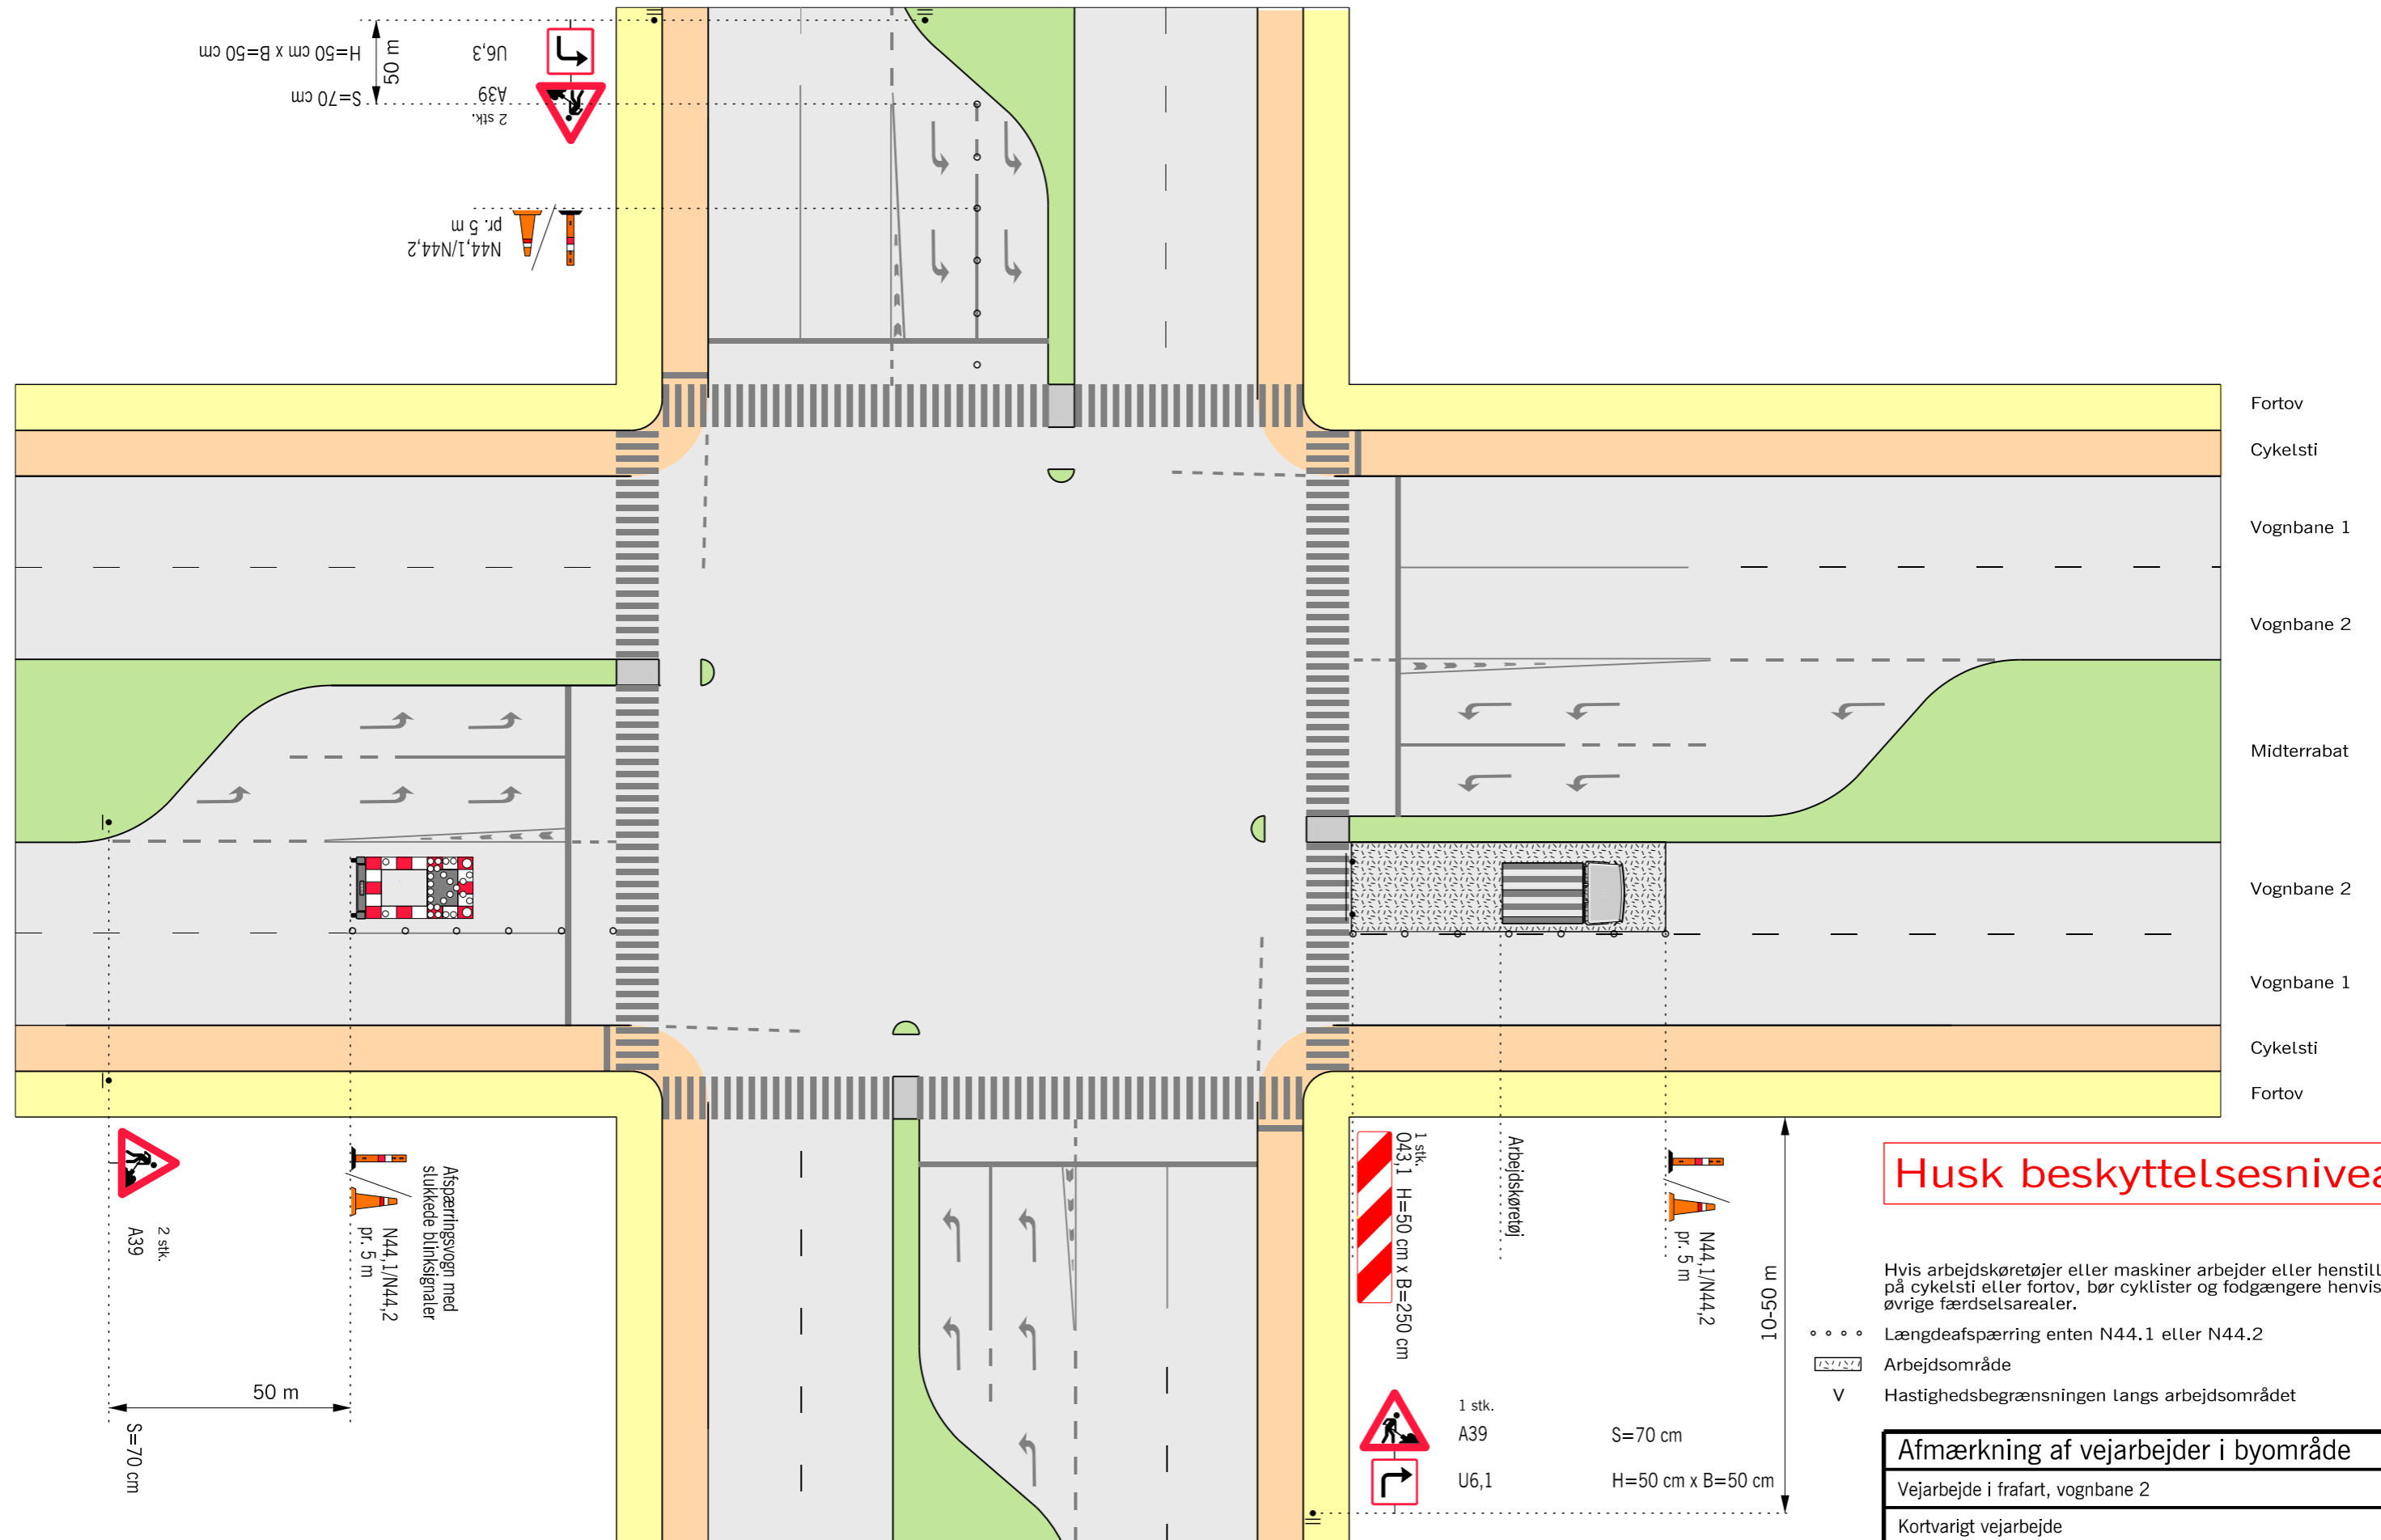 H=50 cm x B=50 cm
50 m
U6,3
S=70 cm
A39
2 stk.
pr. 5 m
N44,1/N44,2
Fortov
Cykelsti
Vognbane 1
Vognbane 2
Midterrabat
Vognbane 2
Vognbane 1
Cykelsti
Fortov
2 stk.
A39
S=70 cm
50 m
Afspærringsvogn med
slukkede blinksignaler
N44,1/N44,2
pr. 5 m
1 stk.
O43,1 H=50 cm x B=250 cm
Arbejdskøretøj
N44,1/N44,2
pr. 5 m
10-50 m
1 stk.
A39 S=70 cm
U6,1 H=50 cm x B=50 cm
Husk beskyttelsesnivea
Hvis arbejdskøretøjer eller maskiner arbejder eller henstill
på cykelsti eller fortov, bør cyklister og fodgængere henvis
øvrige færdselsarealer.
Længdeafspærring enten N44.1 eller N44.2
Arbejdsområde
V Hastighedsbegrænsningen langs arbejdsområdet
Afmærkning af vejarbejder i byområde
Vejarbejde i frafart, vognbane 2
Kortvarigt vejarbejde